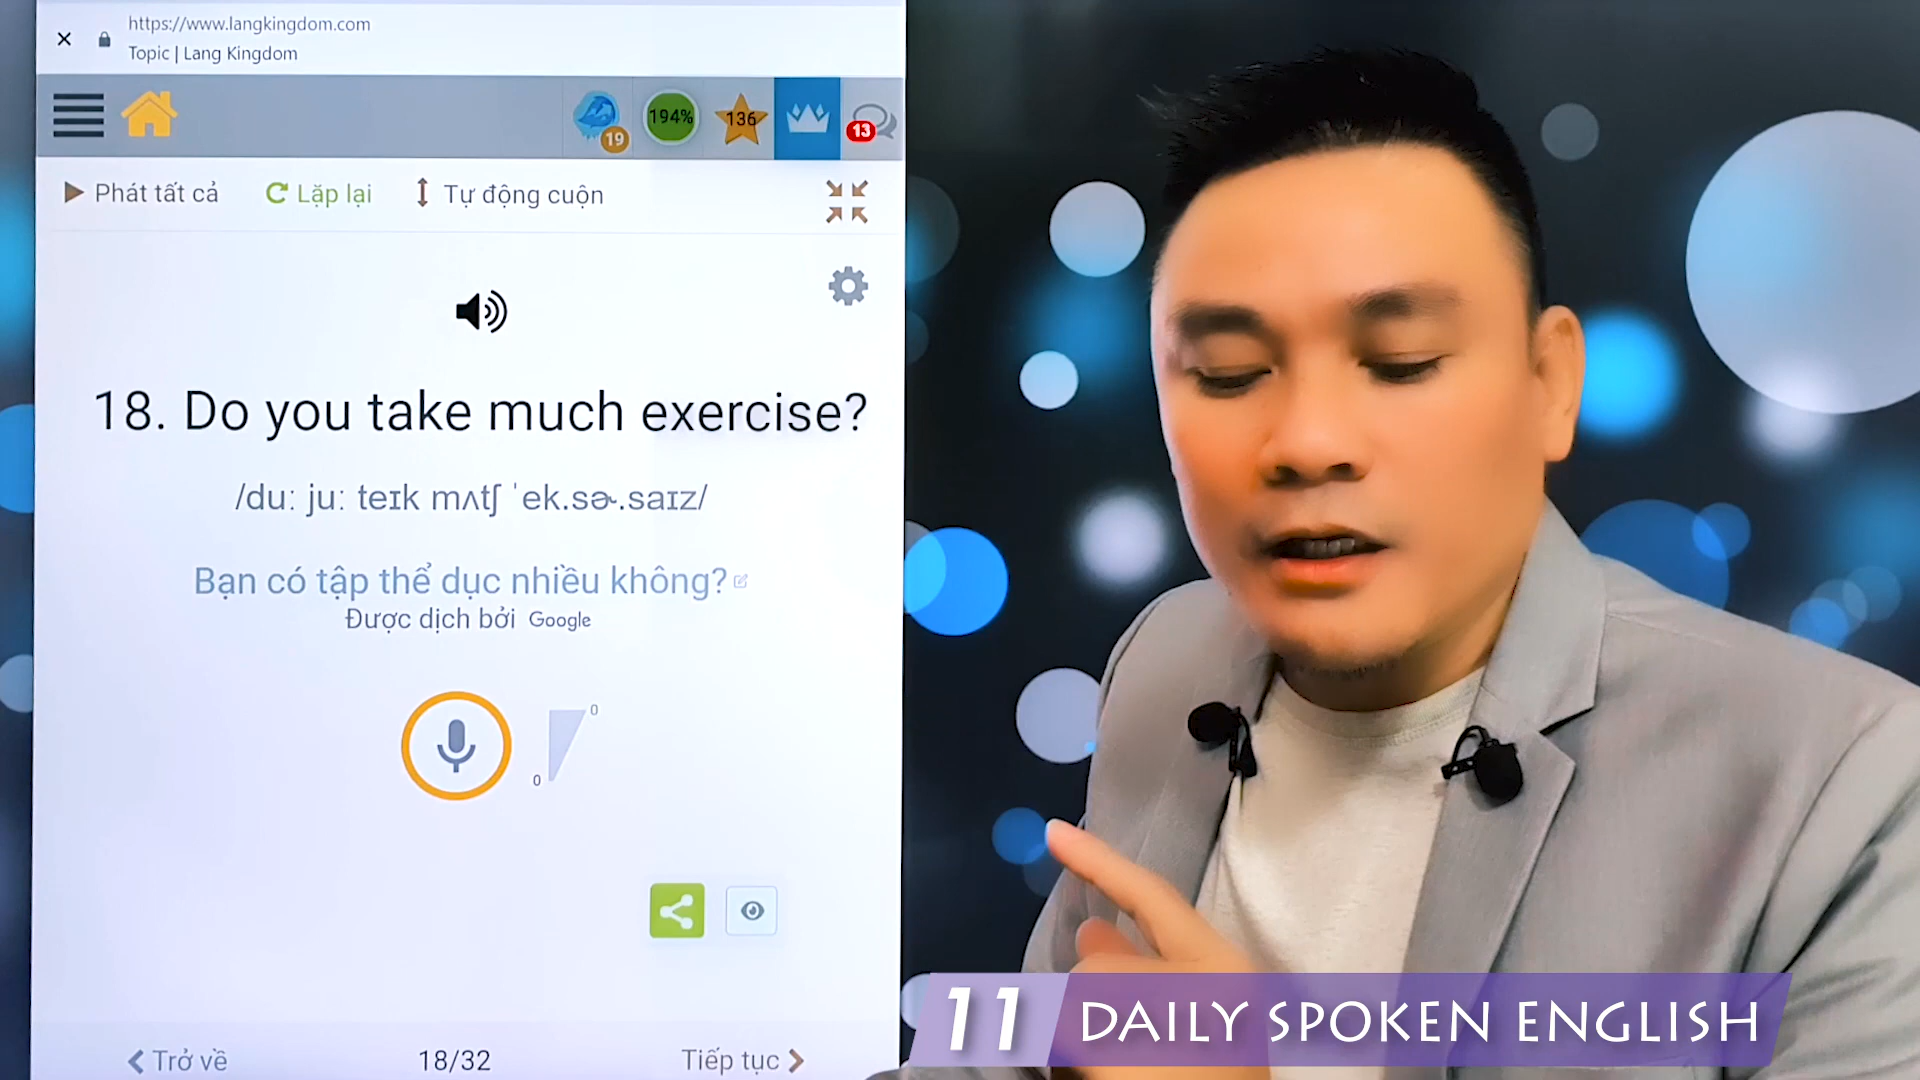 https://www.langkingdom.com
Topic | Lang Kingdom
19
194%
136
13
Phát tất cả
Lặp lại
Tự động cuộn
18. Do you take much exercise?
/duː juː teɪk mʌtʃ ˈek.sɚ.saɪz/
Bạn có tập thể dục nhiều không?
Được dịch bởi Google
0
0
Trở về
18/32
Tiếp tục
11 DAILY SPOKEN ENGLISH